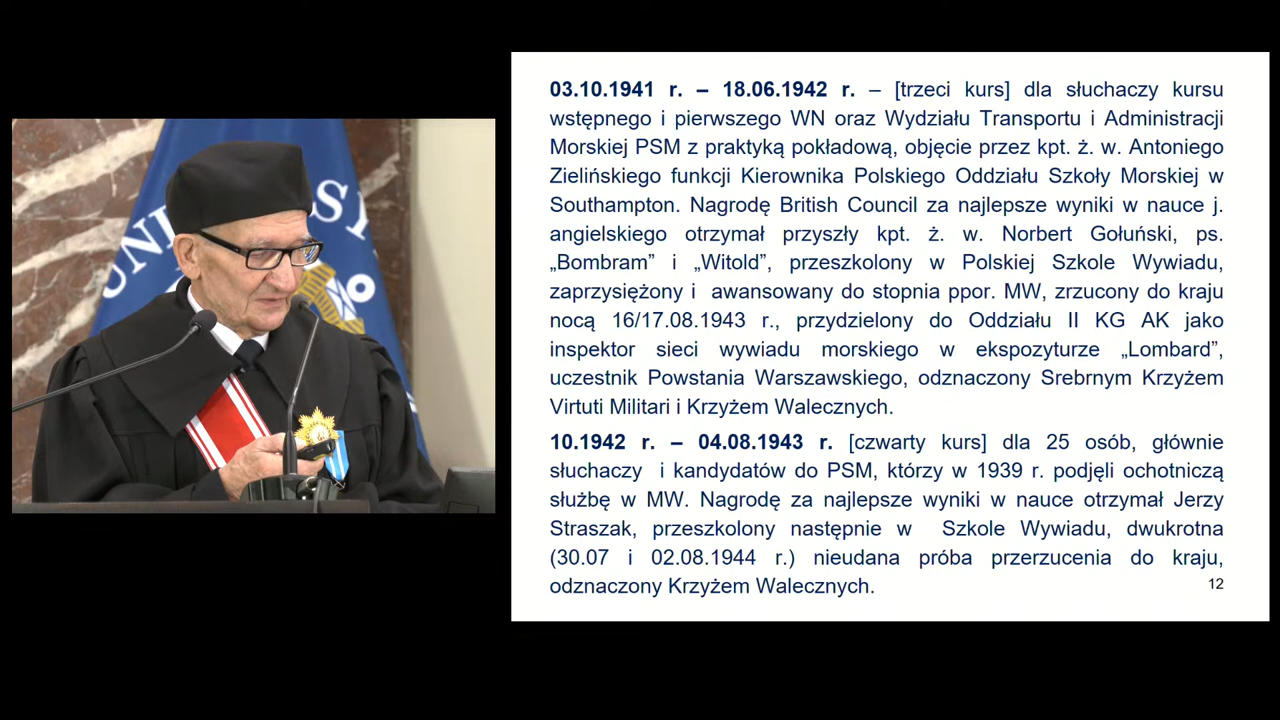 UNI SY
03.10.1941 r. – 18.06.1942 r. – [trzeci kurs] dla słuchaczy kursu
wstępnego i pierwszego WN oraz Wydziału Transportu i Administracji
Morskiej PSM z praktyką pokładową, objęcie przez kpt. ż. w. Antoniego
Zielińskiego funkcji Kierownika Polskiego Oddziału Szkoły Morskiej w
Southampton. Nagrodę British Council za najlepsze wyniki w nauce j.
angielskiego otrzymał przyszły kpt. ż. w. Norbert Gołuński, ps.
„Bombram” i „Witold”, przeszkolony w Polskiej Szkole Wywiadu,
zaprzysiężony i awansowany do stopnia ppor. MW, zrzucony do kraju
nocą 16/17.08.1943 r., przydzielony do Oddziału II KG AK jako
inspektor sieci wywiadu morskiego w ekspozyturze „Lombard”,
uczestnik Powstania Warszawskiego, odznaczony Srebrnym Krzyżem
Virtuti Militari i Krzyżem Walecznych.
10.1942 r. – 04.08.1943 r. [czwarty kurs] dla 25 osób, głównie
słuchaczy i kandydatów do PSM, którzy w 1939 r. podjęli ochotniczą
służbę w MW. Nagrodę za najlepsze wyniki w nauce otrzymał Jerzy
Straszak, przeszkolony następnie w Szkole Wywiadu, dwukrotna
(30.07 i 02.08.1944 r.) nieudana próba przerzucenia do kraju,
odznaczony Krzyżem Walecznych.
12